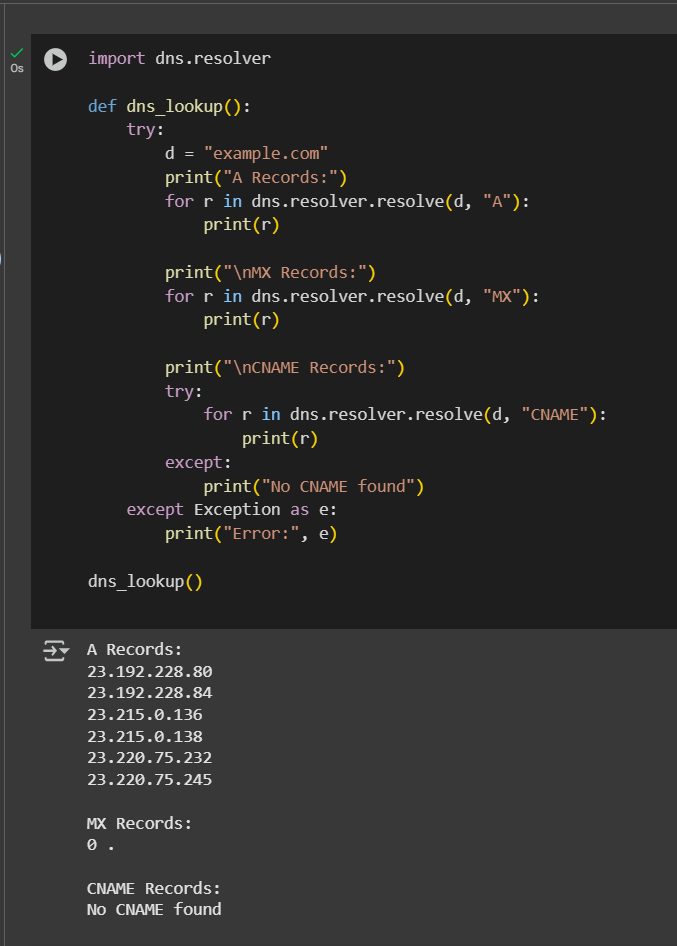 0s
import dns.resolver
def dns_lookup():
    try:
        d = "example.com"
        print("A Records:")
        for r in dns.resolver.resolve(d, "A"):
            print(r)
        print("\nMX Records:")
        for r in dns.resolver.resolve(d, "MX"):
            print(r)
        print("\nCNAME Records:")
        try:
            for r in dns.resolver.resolve(d, "CNAME"):
                print(r)
        except:
            print("No CNAME found")
    except Exception as e:
        print("Error:", e)
dns_lookup()
A Records:
23.192.228.80
23.192.228.84
23.215.0.136
23.215.0.138
23.220.75.232
23.220.75.245
MX Records:
0 .
CNAME Records:
No CNAME found